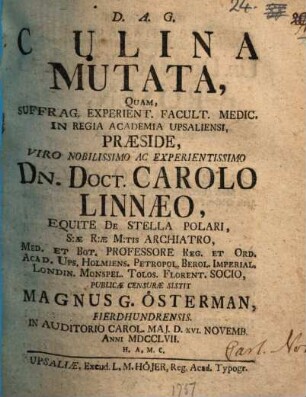 24.
D. A. G.
CULINA
MUTATA,
QUAM,
SUFFRAG. EXPERIENT. FACULT. MEDIC.
IN REGIA ACADEMIA UPSALIENSI,
PRÆSIDE,
VIRO NOBILISSIMO AC EXPERIENTISSIMO
DN. DOCT. CAROLO
LINNÆO,
EQUITE DE STELLA POLARI,
S:Æ R:Æ M:TIS ARCHIATRO,
MED. ET BOT. PROFESSORE REG. ET ORD.
ACAD. UPS. HOLMIENS. PETROPOL. BEROL. IMPERIAL.
LONDIN. MONSPEL. TOLOS. FLORENT. SOCIO,
PUBLICÆ CENSURÆ SISTIT
MAGNUS G. ÖSTERMAN,
FIERDHUNDRENSIS.
IN AUDITORIO CAROL. MAJ. D. XVI. NOVEMB.
ANNI MDCCLVII.
H. A. M. C.
UPSALIÆ, Excud. L. M. HÖJER, Reg. Acad. Typogr.
1757